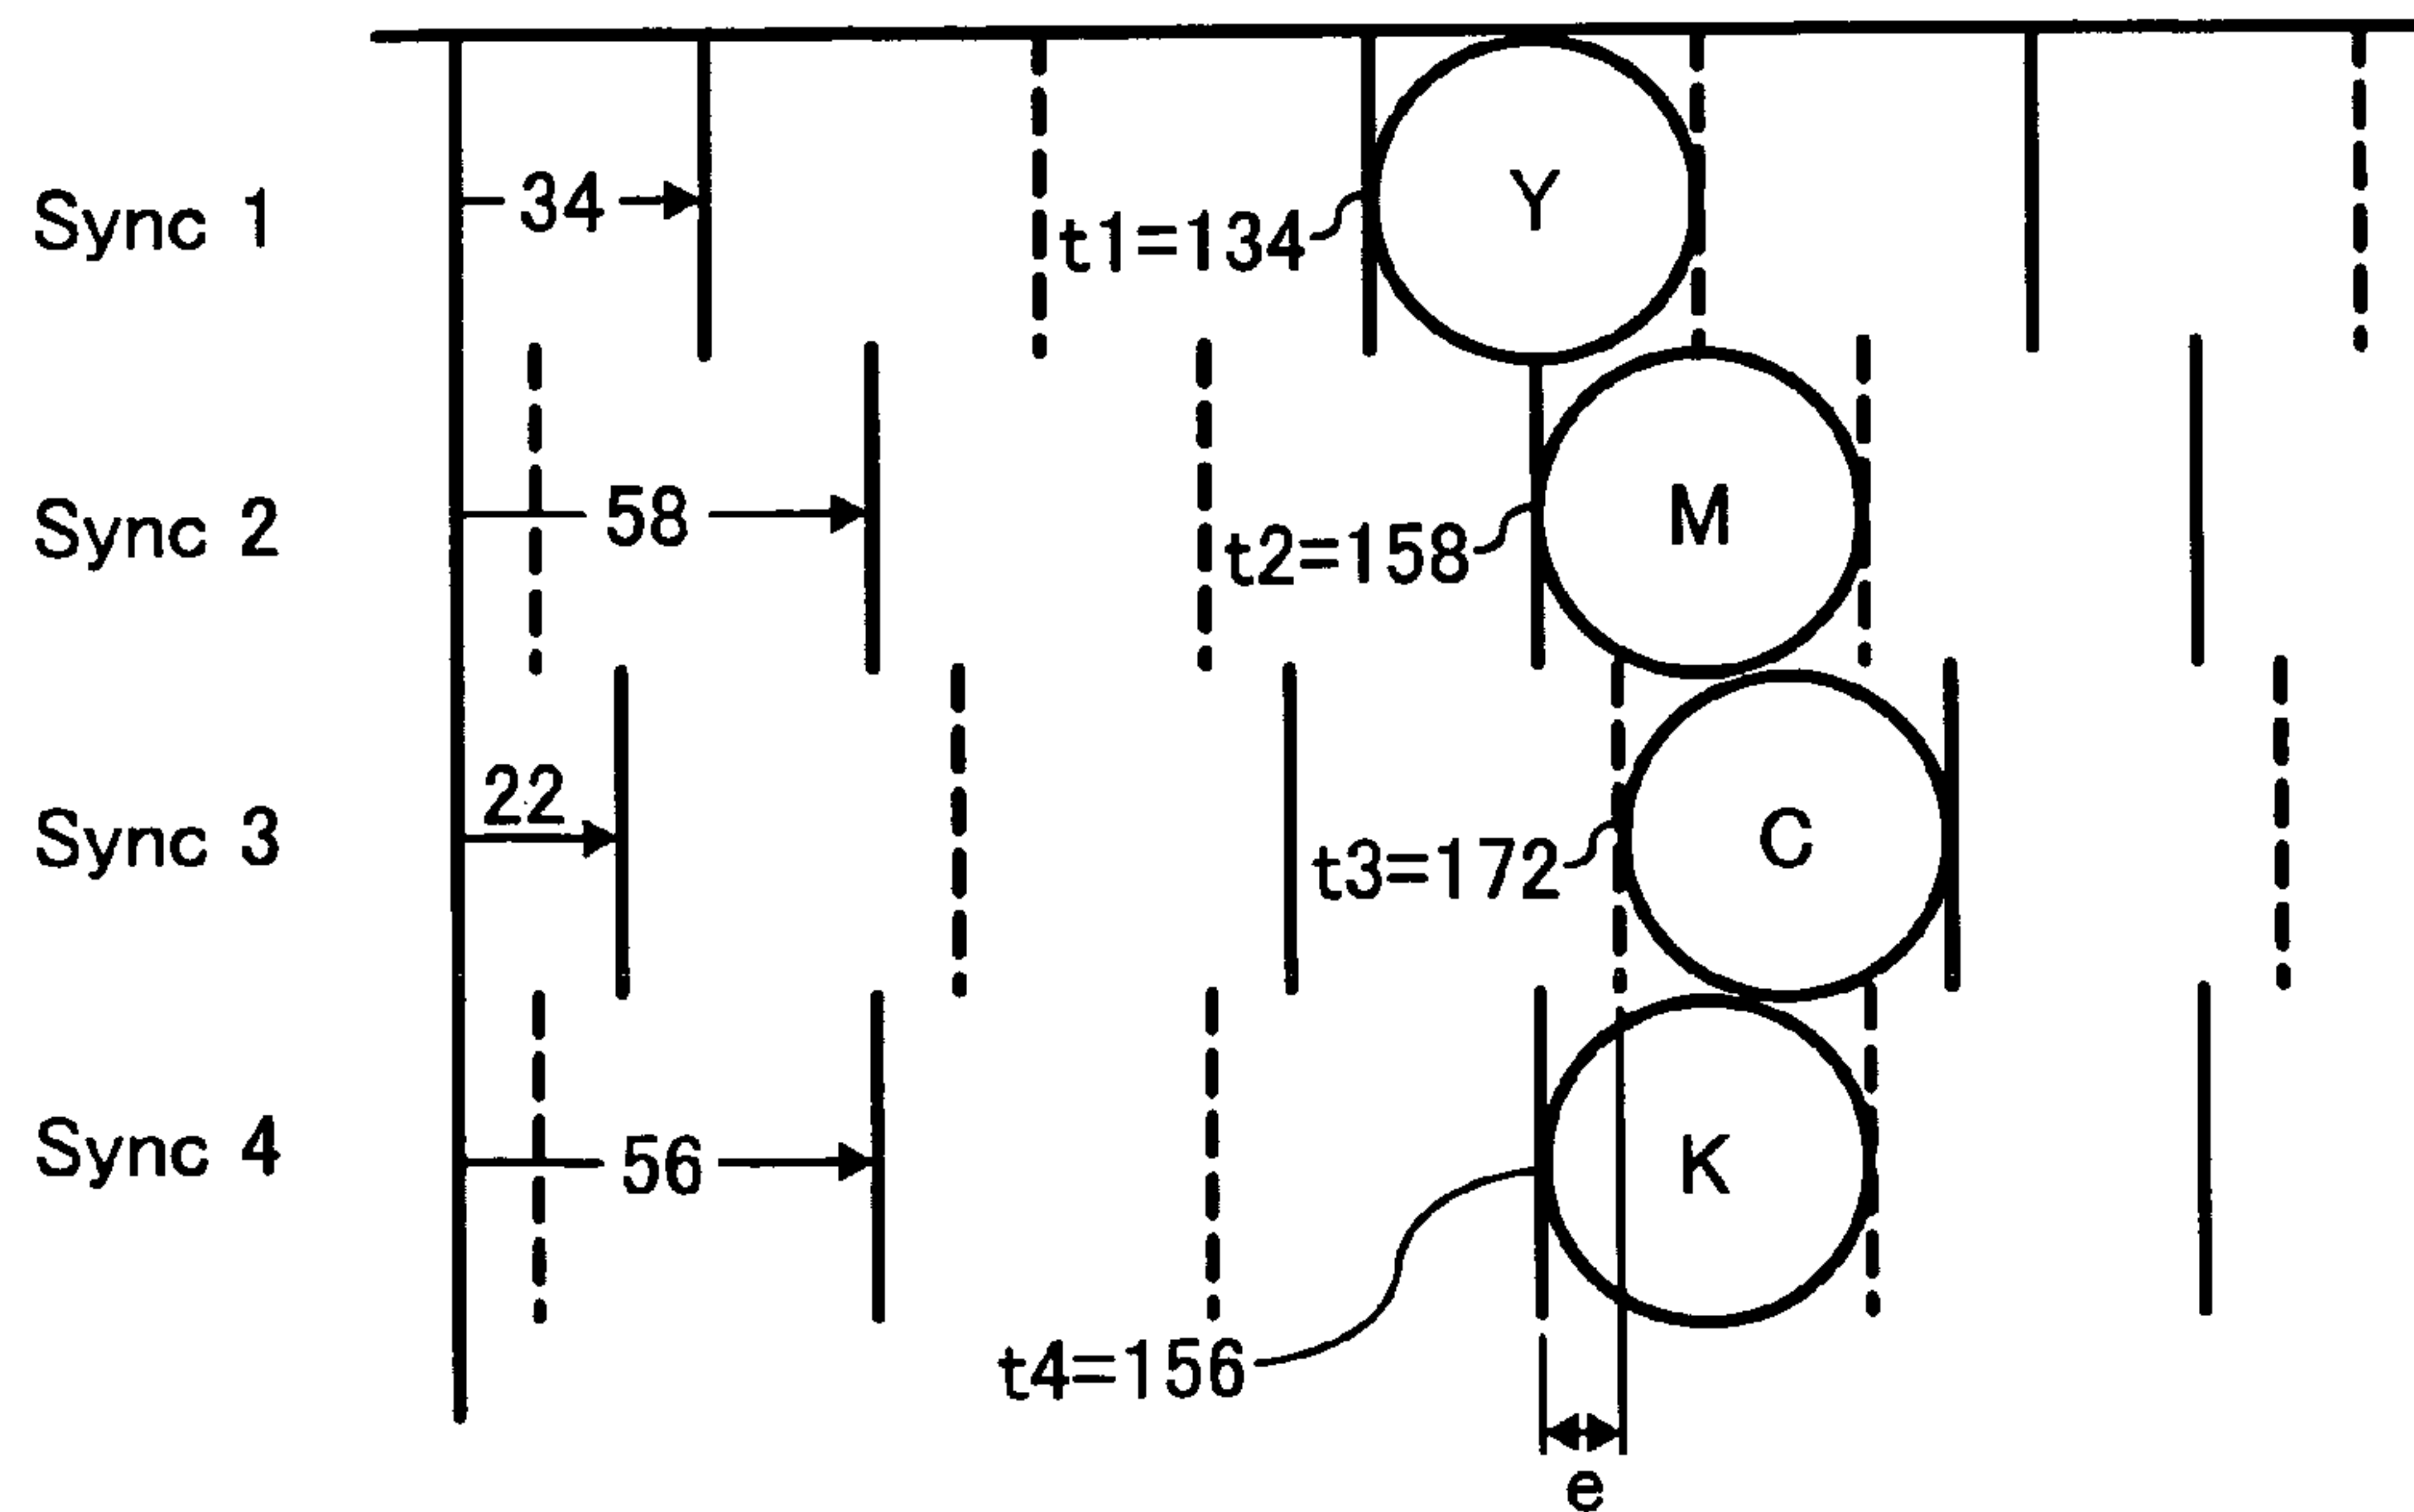 Sync 1
34
t1=134
Y
Sync 2
58
t2=158
M
Sync 3
22
t3=172
C
Sync 4
56
t4=156
K
e